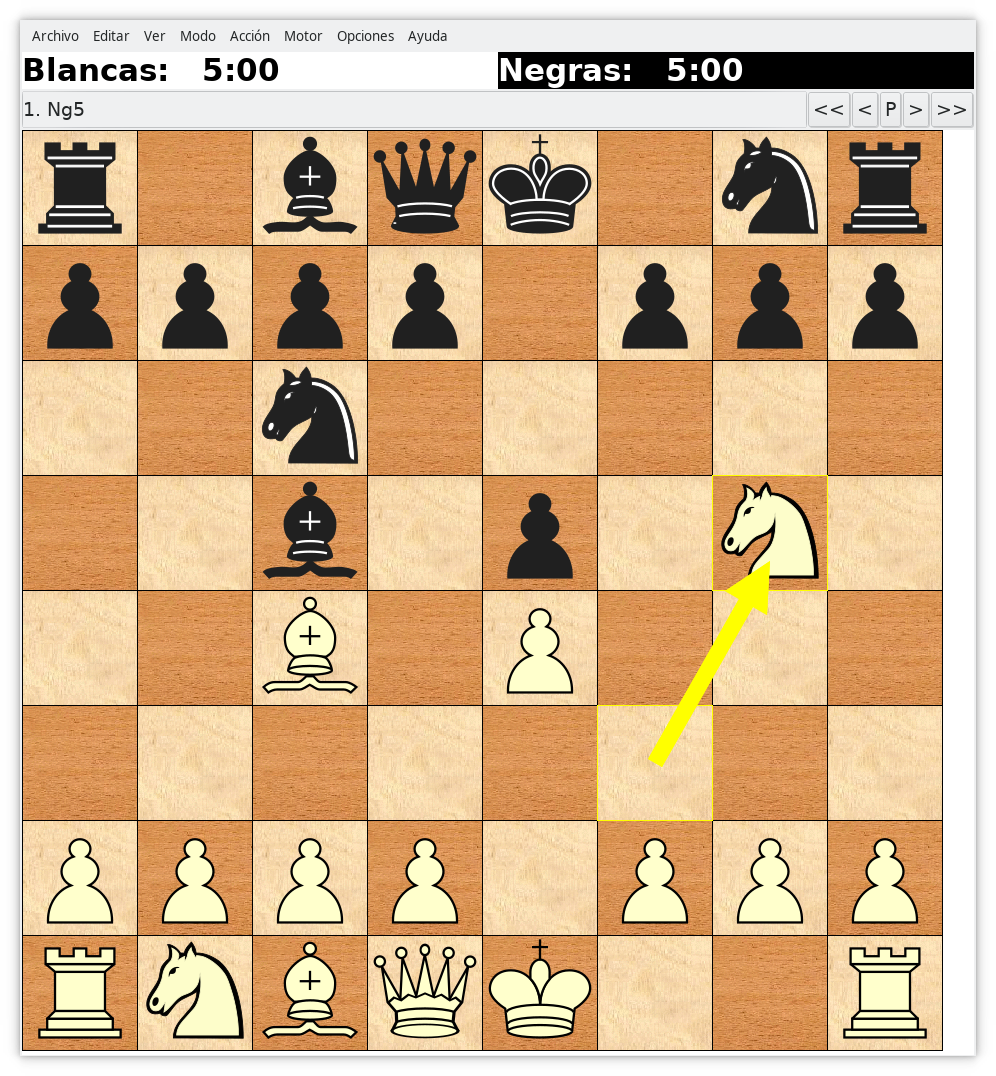 Archivo Editar Ver Modo Acción Motor Opciones Ayuda
Blancas: 5:00 Negras: 5:00
1. Ng5 << < P > >>